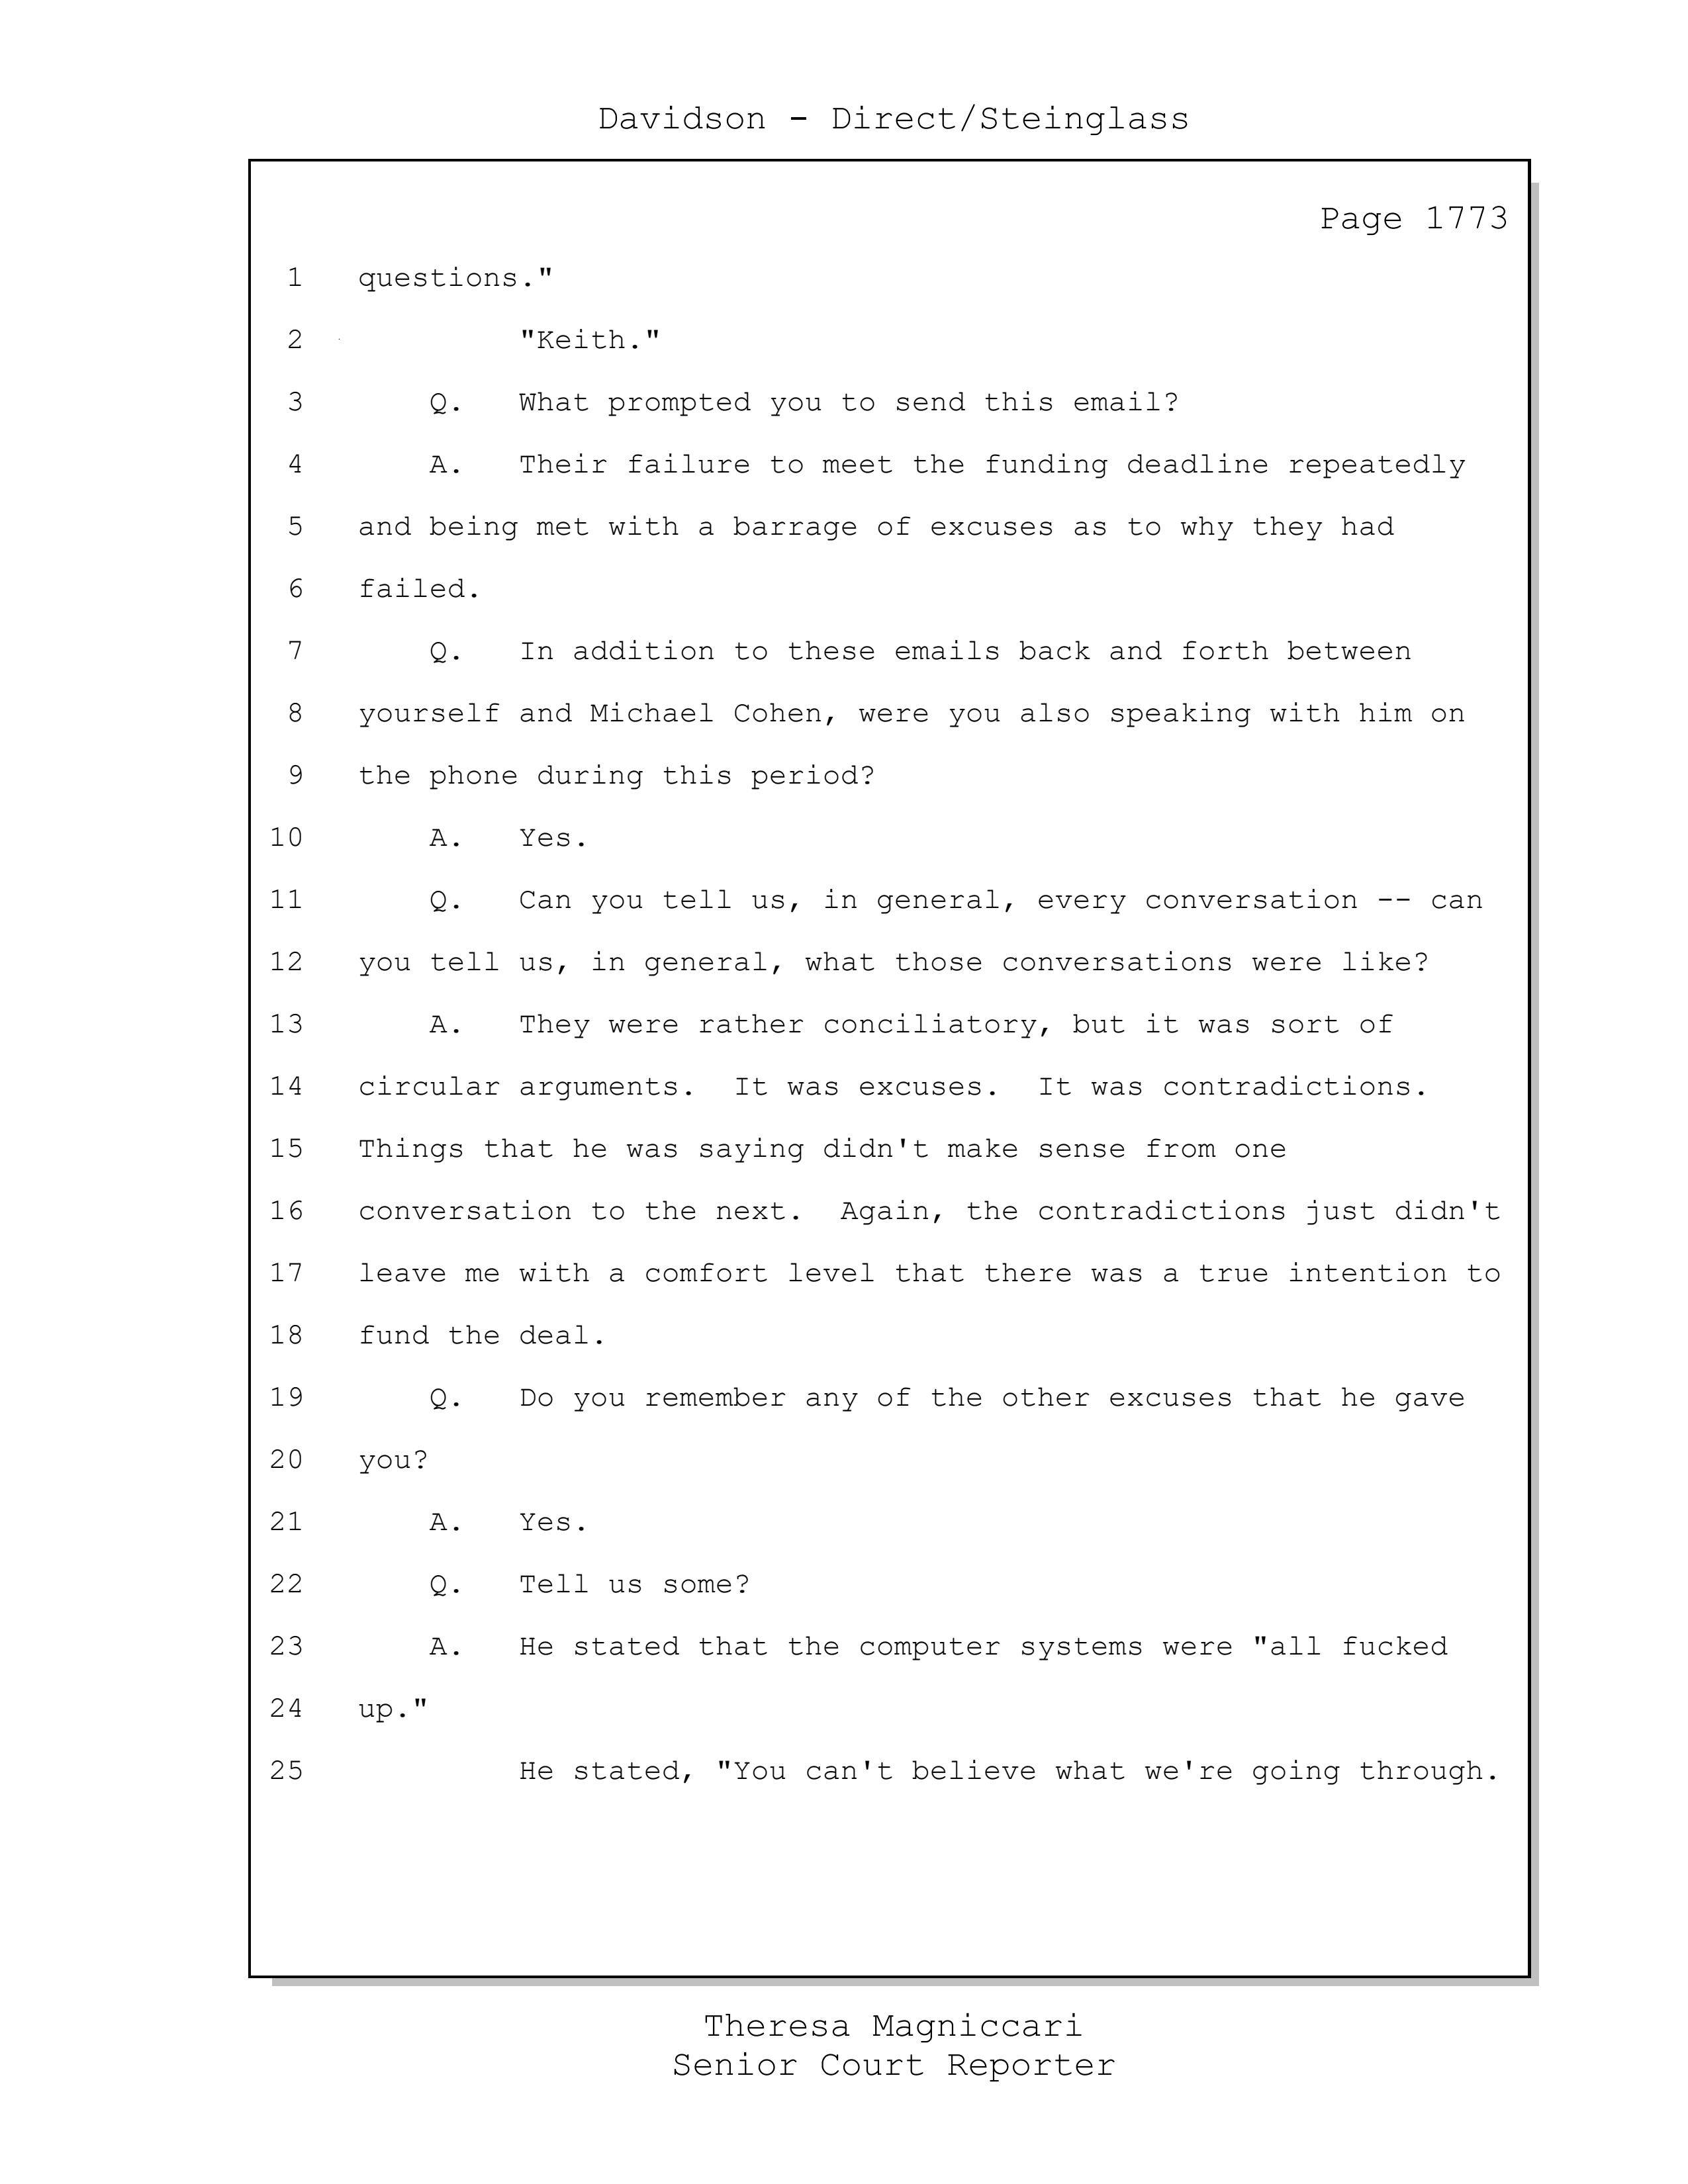 Davidson - Direct/Steinglass
Page 1773
1 questions."
2 "Keith."
3 Q. What prompted you to send this email?
4 A. Their failure to meet the funding deadline repeatedly
5 and being met with a barrage of excuses as to why they had
6 failed.
7 Q. In addition to these emails back and forth between
8 yourself and Michael Cohen, were you also speaking with him on
9 the phone during this period?
10 A. Yes.
11 Q. Can you tell us, in general, every conversation -- can
12 you tell us, in general, what those conversations were like?
13 A. They were rather conciliatory, but it was sort of
14 circular arguments. It was excuses. It was contradictions.
15 Things that he was saying didn't make sense from one
16 conversation to the next. Again, the contradictions just didn't
17 leave me with a comfort level that there was a true intention to
18 fund the deal.
19 Q. Do you remember any of the other excuses that he gave
20 you?
21 A. Yes.
22 Q. Tell us some?
23 A. He stated that the computer systems were "all fucked
24 up."
25 He stated, "You can't believe what we're going through.
Theresa Magniccari
Senior Court Reporter